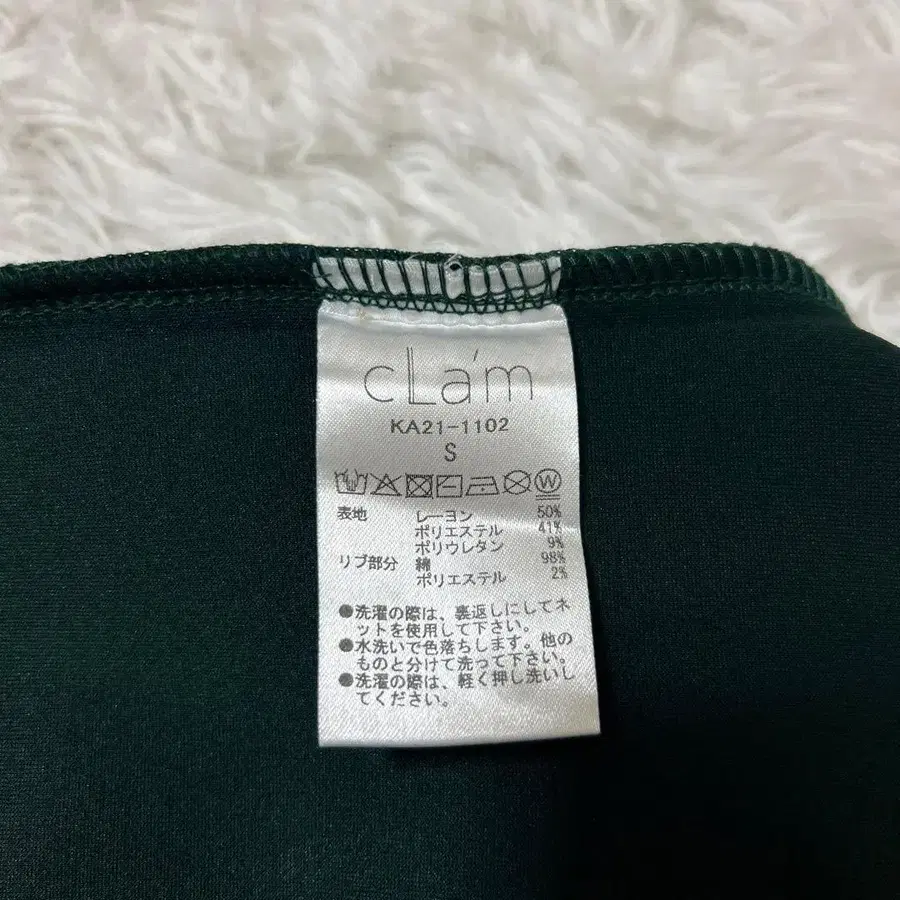 cLa'm
KA21-1102
S
表地 レーヨン 50%
ポリエステル 41%
ポリウレタン 9%
リブ部分 綿 98%
ポリエステル 2%
●洗濯の際は、裏返しにしてネ
ットを使用して下さい。
●水洗いで色落ちします。他の
ものと分けて洗って下さい。
●洗濯の際は、軽く押し洗いし
てください。